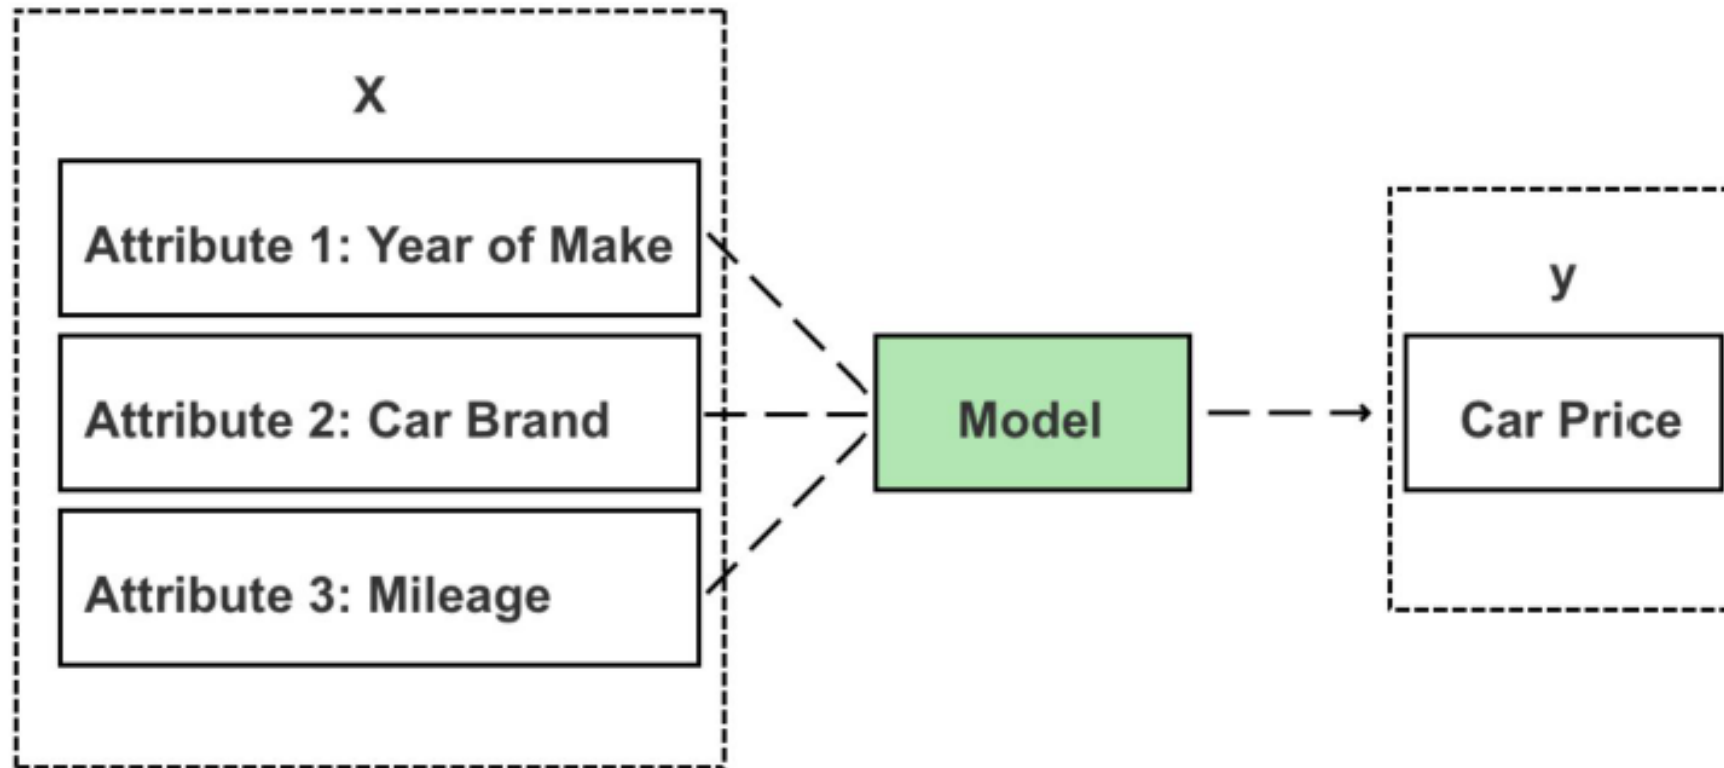 X
Attribute 1: Year of Make
Attribute 2: Car Brand
Attribute 3: Mileage
Model
y
Car Price